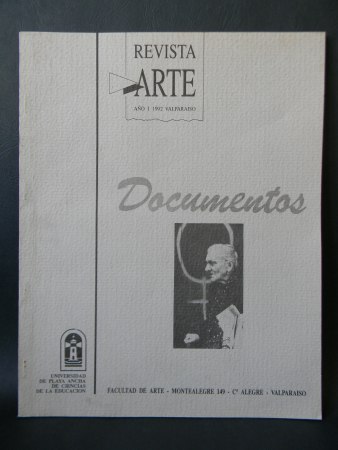 REVISTA
ARTE
AÑO 1 1992 VALPARAISO
Documentos
UNIVERSIDAD
DE PLAYA ANCHA
DE CIENCIAS
DE LA EDUCACION
FACULTAD DE ARTE - MONTEALEGRE 149 - Cº ALEGRE - VALPARAISO